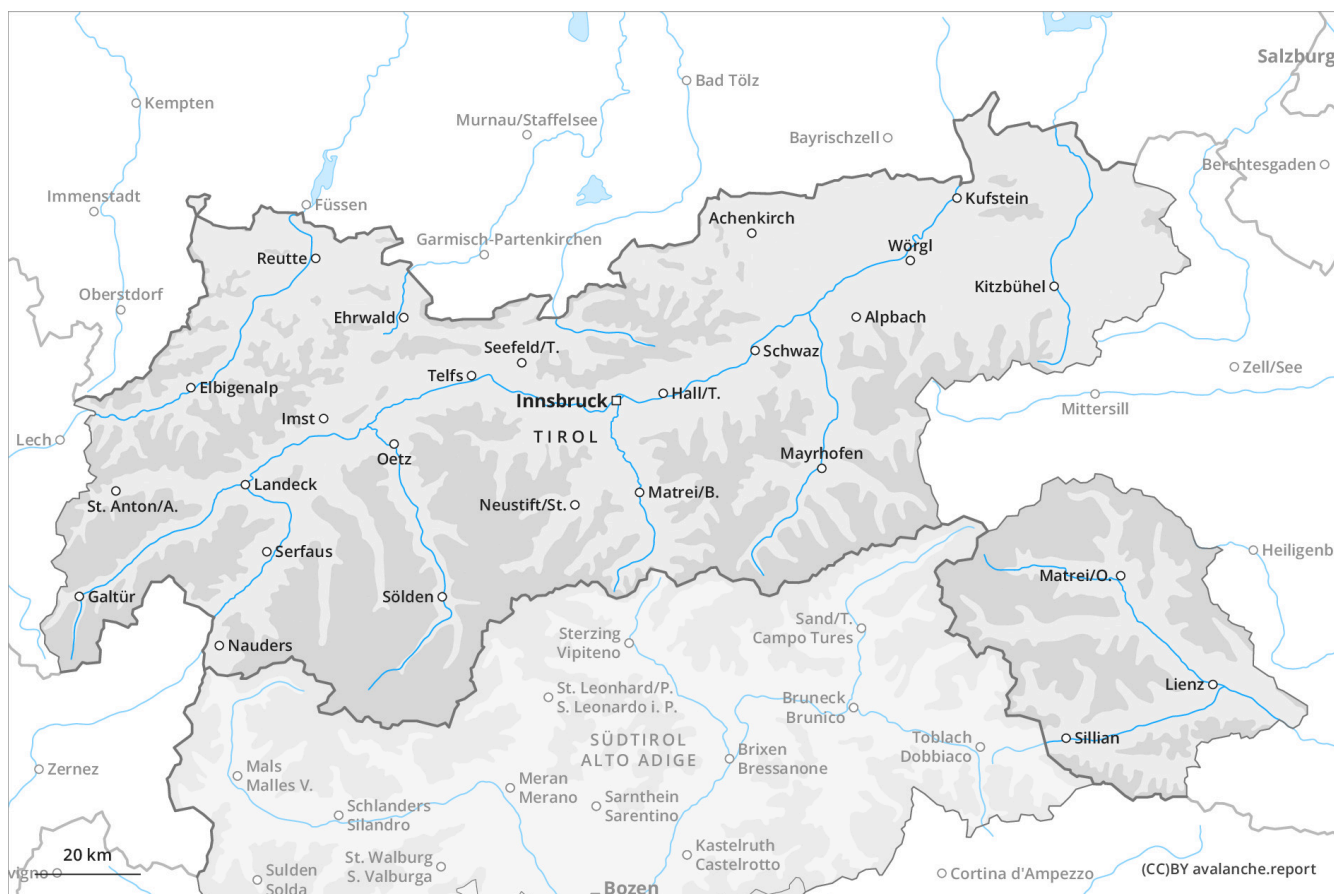 Salzburg
Bad Tölz
Kempten
Murnau/Staffelsee
Bayrischzell
Berchtesgaden
Immenstadt
Füssen
Kufstein
Achenkirch
Garmisch-Partenkirchen
Wörgl
Reutte
Kitzbühel
Oberstdorf
Ehrwald
Alpbach
Seefeld/T.
Schwaz
Zell/See
Telfs
Elbigenalp
Innsbruck
Hall/T.
Mittersill
Imst
TIROL
Lech
Oetz
Mayrhofen
Landeck
Matrei/B.
St. Anton/A.
Neustift/St.
Serfaus
Heiligenb
Matrei/O.
Galtür
Sölden
Sand/T.
Campo Tures
Sterzing
Vipiteno
Nauders
Lienz
St. Leonhard/P.
S. Leonardo i. P.
Bruneck
Brunico
Sillian
SÜDTIROL
ALTO ADIGE
Toblach
Dobbiaco
Brixen
Bressanone
Zernez
Mals
Malles V.
Meran
Merano
Schlanders
Silandro
Sarnthein
Sarentino
Kastelruth
Castelrotto
20 km
vigno
St. Walburg
S. Valburga
Sulden
Solda
Bozen
Cortina d'Ampezzo
(CC)BY avalanche.report